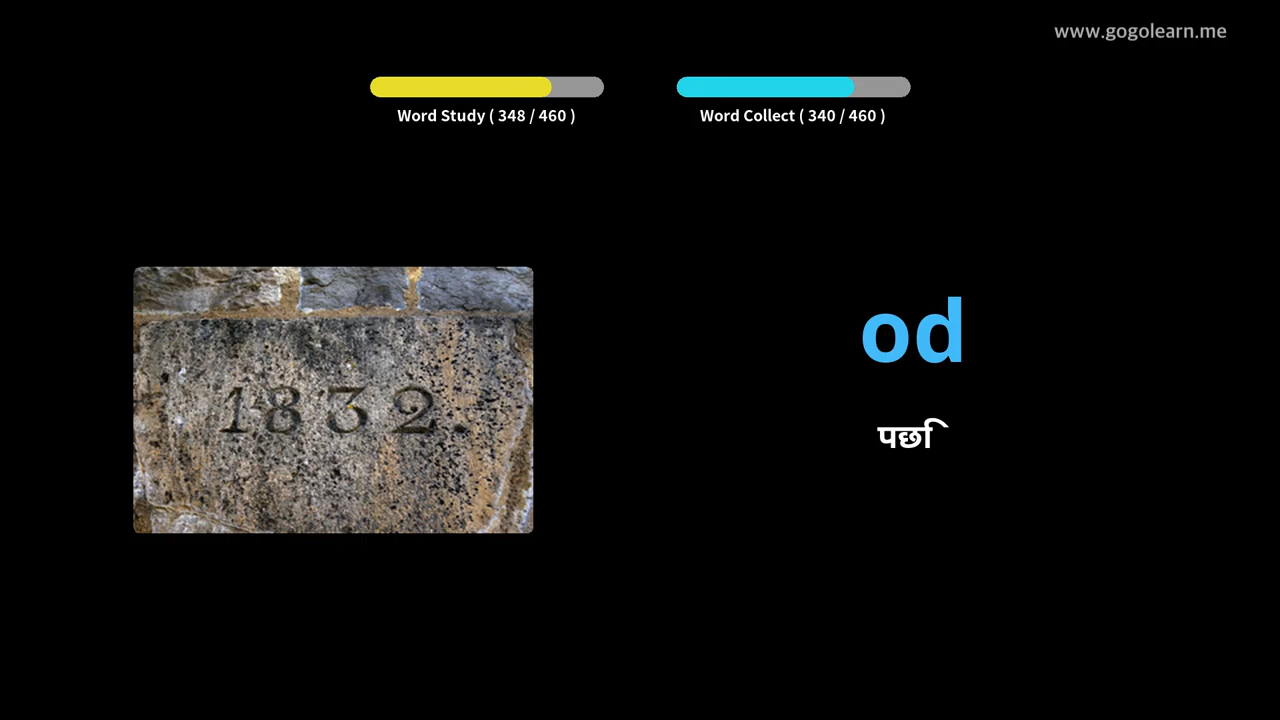 www.gogolearn.me
Word Study ( 348 / 460 )
Word Collect ( 340 / 460 )
1832.
od
पछि